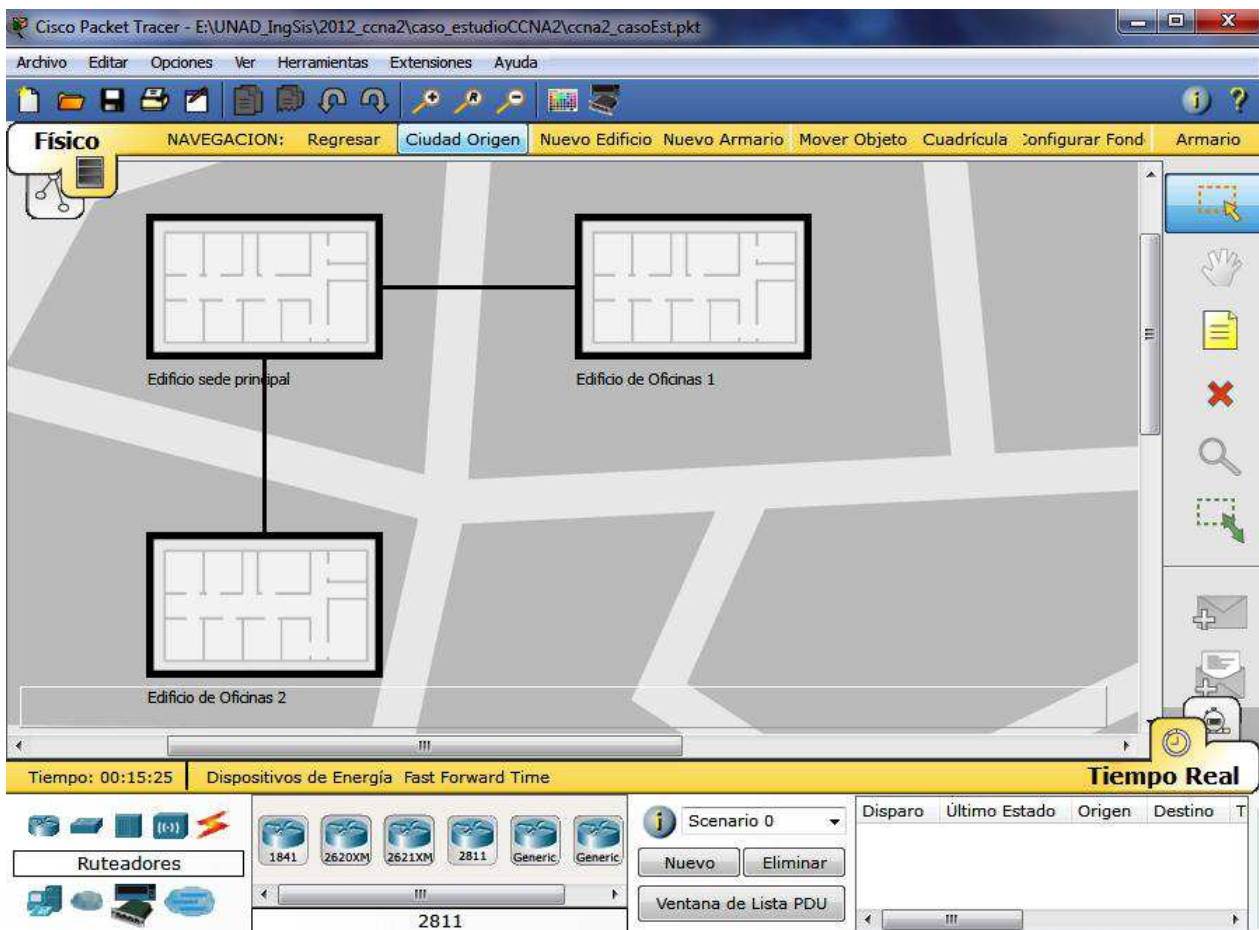 Cisco Packet Tracer - E:\UNAD_IngSis\2012_ccna2\caso_estudioCCNA2\ccna2_casoEst.pkt
Archivo Editar Opciones Ver Herramientas Extensiones Ayuda
Físico NAVEGACION: Regresar Ciudad Origen Nuevo Edificio Nuevo Armario Mover Objeto Cuadrícula Configurar Fond Armario
Edificio sede principal
Edificio de Oficinas 1
Edificio de Oficinas 2
Tiempo: 00:15:25 Dispositivos de Energía Fast Forward Time Tiempo Real
Ruteadores
1841 2620XM 2621XM 2811 Generic Generic
2811
Scenario 0
Nuevo Eliminar
Ventana de Lista PDU
Disparo Último Estado Origen Destino T